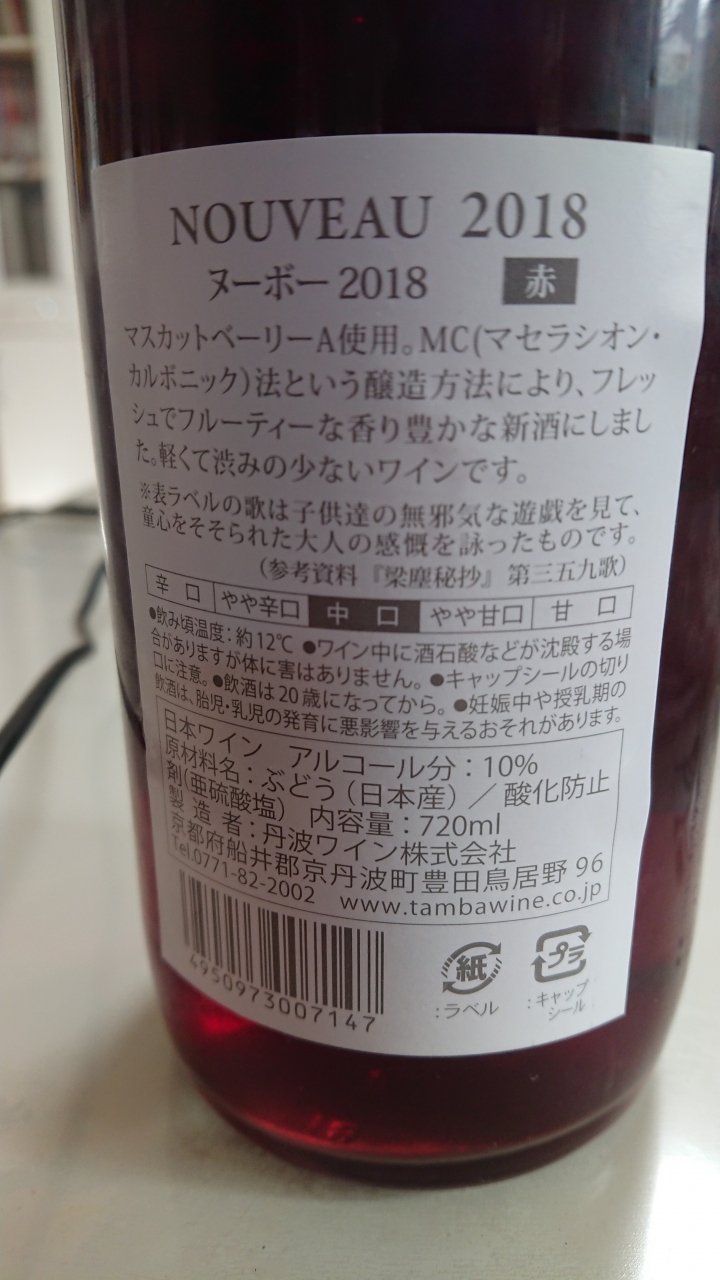 NOUVEAU 2018
ヌーボー2018 赤
マスカットベーリーA使用。MC(マセラシオン・
カルボニック)法という醸造方法により、フレッ
シュでフルーティーな香り豊かな新酒にしまし
た。軽くて渋みの少ないワインです。
※表ラベルの歌は子供達の無邪気な遊戯を見て、
童心をそそられた大人の感慨を詠ったものです。
(参考資料『梁塵秘抄』第三五九歌)
辛口 やや辛口 中口 やや甘口 甘口
●飲み頃温度:約12℃ ●ワイン中に酒石酸などが沈殿する場
合がありますが体に害はありません。●キャップシールの切り
口に注意。●飲酒は20歳になってから。●妊娠中や授乳期の
飲酒は、胎児・乳児の発育に悪影響を与えるおそれがあります。
日本ワイン アルコール分:10%
原材料名:ぶどう(日本産)/酸化防止
剤(亜硫酸塩) 内容量:720ml
製造者:丹波ワイン株式会社
京都府船井郡京丹波町豊田鳥居野96
Tel.0771-82-2002 www.tambawine.co.jp
4950973007147
紙
:ラベル
プラ
:キャップ
シール